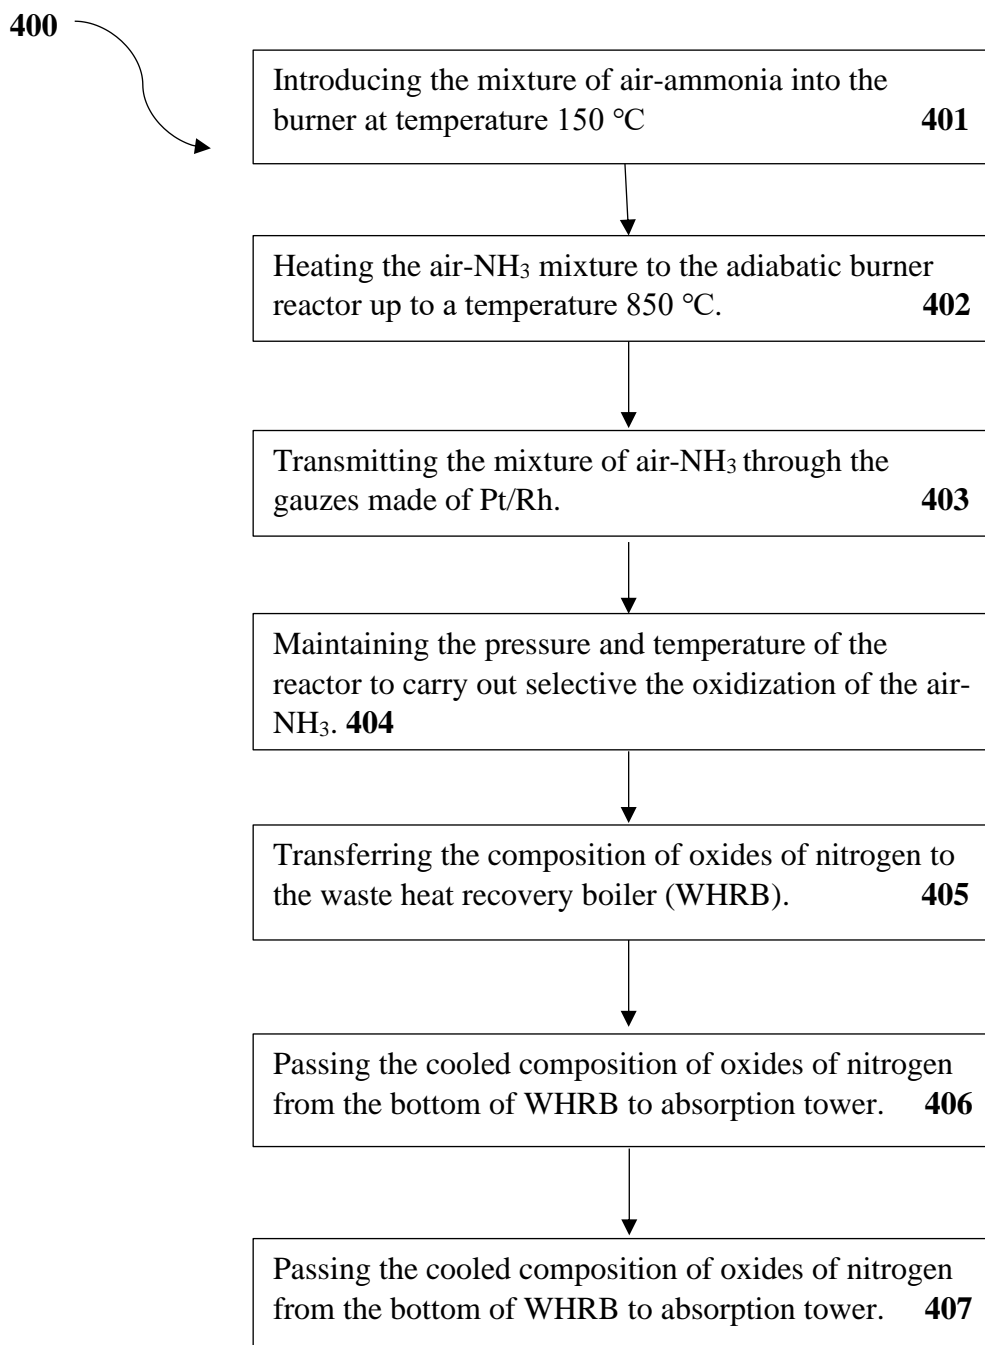 400
Introducing the mixture of air-ammonia into the
burner at temperature 150 ℃ 401
Heating the air-NH₃ mixture to the adiabatic burner
reactor up to a temperature 850 ℃. 402
Transmitting the mixture of air-NH₃ through the
gauzes made of Pt/Rh. 403
Maintaining the pressure and temperature of the
reactor to carry out selective the oxidization of the air-
NH₃. 404
Transferring the composition of oxides of nitrogen to
the waste heat recovery boiler (WHRB). 405
Passing the cooled composition of oxides of nitrogen
from the bottom of WHRB to absorption tower. 406
Passing the cooled composition of oxides of nitrogen
from the bottom of WHRB to absorption tower. 407